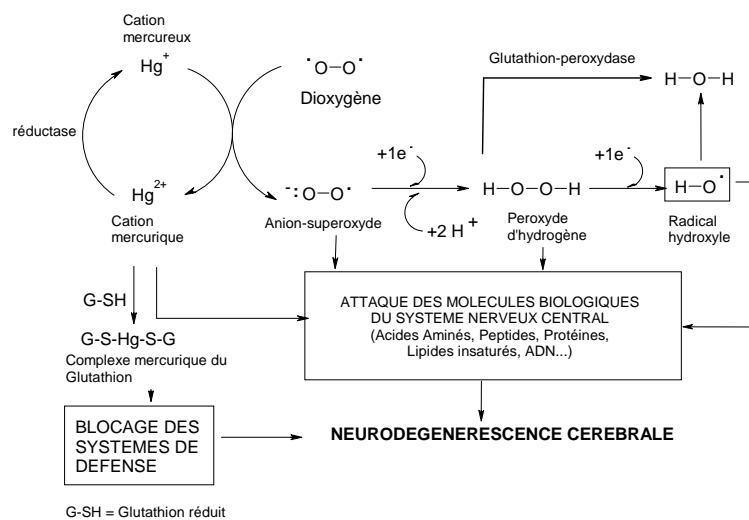 Cation
mercureux
Hg+
•O–O•
Dioxygène
Glutathion-peroxydase
H–O–H
réductase
Hg2+
Cation
mercurique
-:O–O•
Anion-superoxyde
+1e-
+2 H+
H–O–O–H
Peroxyde
d'hydrogène
+1e-
H–O•
Radical
hydroxyle
G-SH
G-S-Hg-S-G
Complexe mercurique du
Glutathion
ATTAQUE DES MOLECULES BIOLOGIQUES
DU SYSTEME NERVEUX CENTRAL
(Acides Aminés, Peptides, Protéines,
Lipides insaturés, ADN...)
BLOCAGE DES
SYSTEMES DE
DEFENSE
NEURODEGENERESCENCE CEREBRALE
G-SH = Glutathion réduit